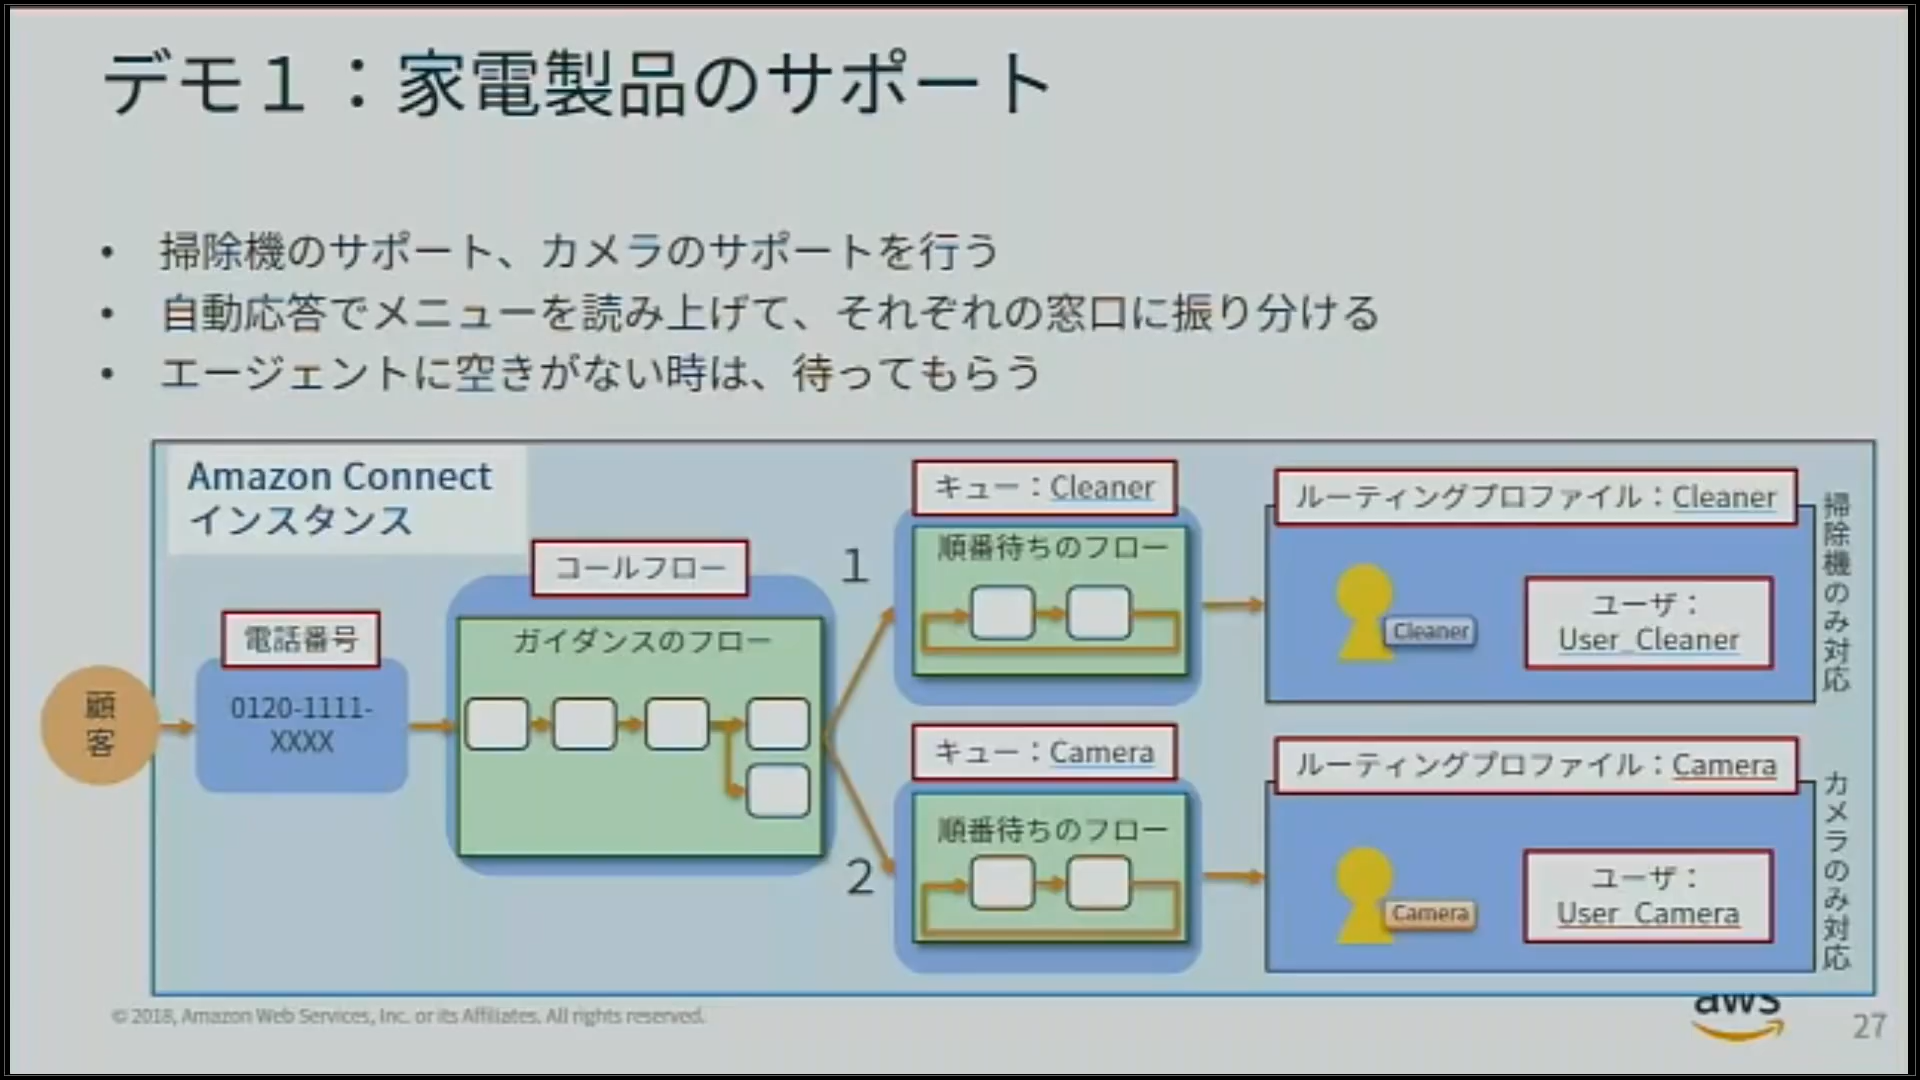 デモ１：家電製品のサポート
• 掃除機のサポート、カメラのサポートを行う
• 自動応答でメニューを読み上げて、それぞれの窓口に振り分ける
• エージェントに空きがない時は、待ってもらう
Amazon Connect
インスタンス
顧
客
電話番号
0120-1111-
XXXX
コールフロー
ガイダンスのフロー
1
キュー：Cleaner
順番待ちのフロー
ルーティングプロファイル：Cleaner
Cleaner
ユーザ：
User_Cleaner
掃除機のみ対応
2
キュー：Camera
順番待ちのフロー
ルーティングプロファイル：Camera
Camera
ユーザ：
User_Camera
カメラのみ対応
© 2018, Amazon Web Services, Inc. or its Affiliates. All rights reserved.
aws
27